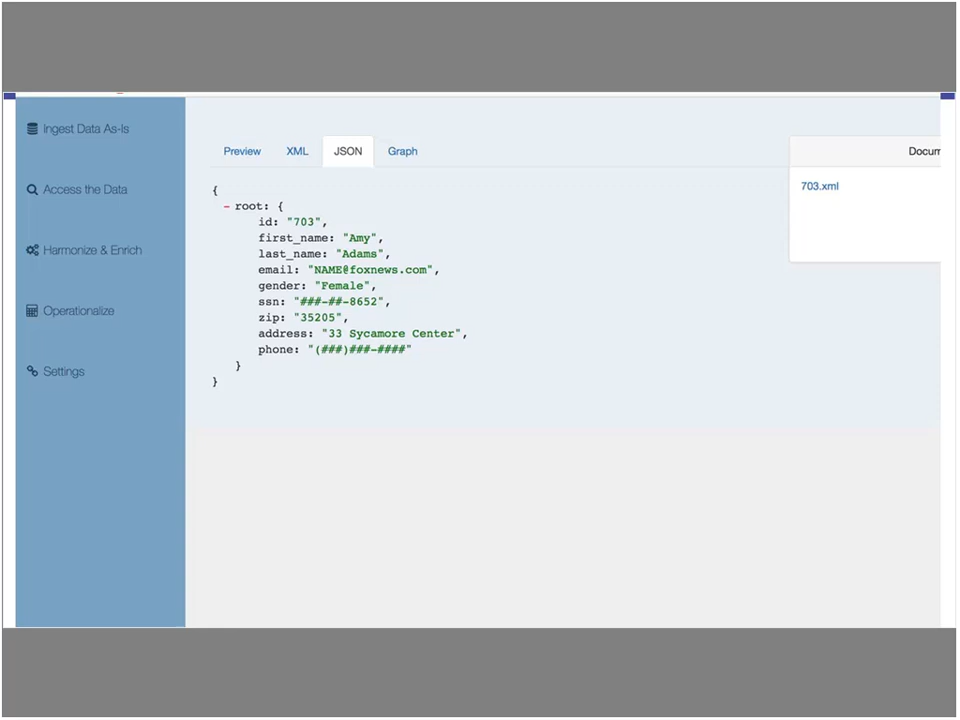 Ingest Data As-Is
Access the Data
Harmonize & Enrich
Operationalize
Settings
Preview XML JSON Graph
{
- root: {
id: "703",
first_name: "Amy",
last_name: "Adams",
email: "NAME@foxnews.com",
gender: "Female",
ssn: "###-##-8652",
zip: "35205",
address: "33 Sycamore Center",
phone: "(###)###-####"
}
}
Docum
703.xml